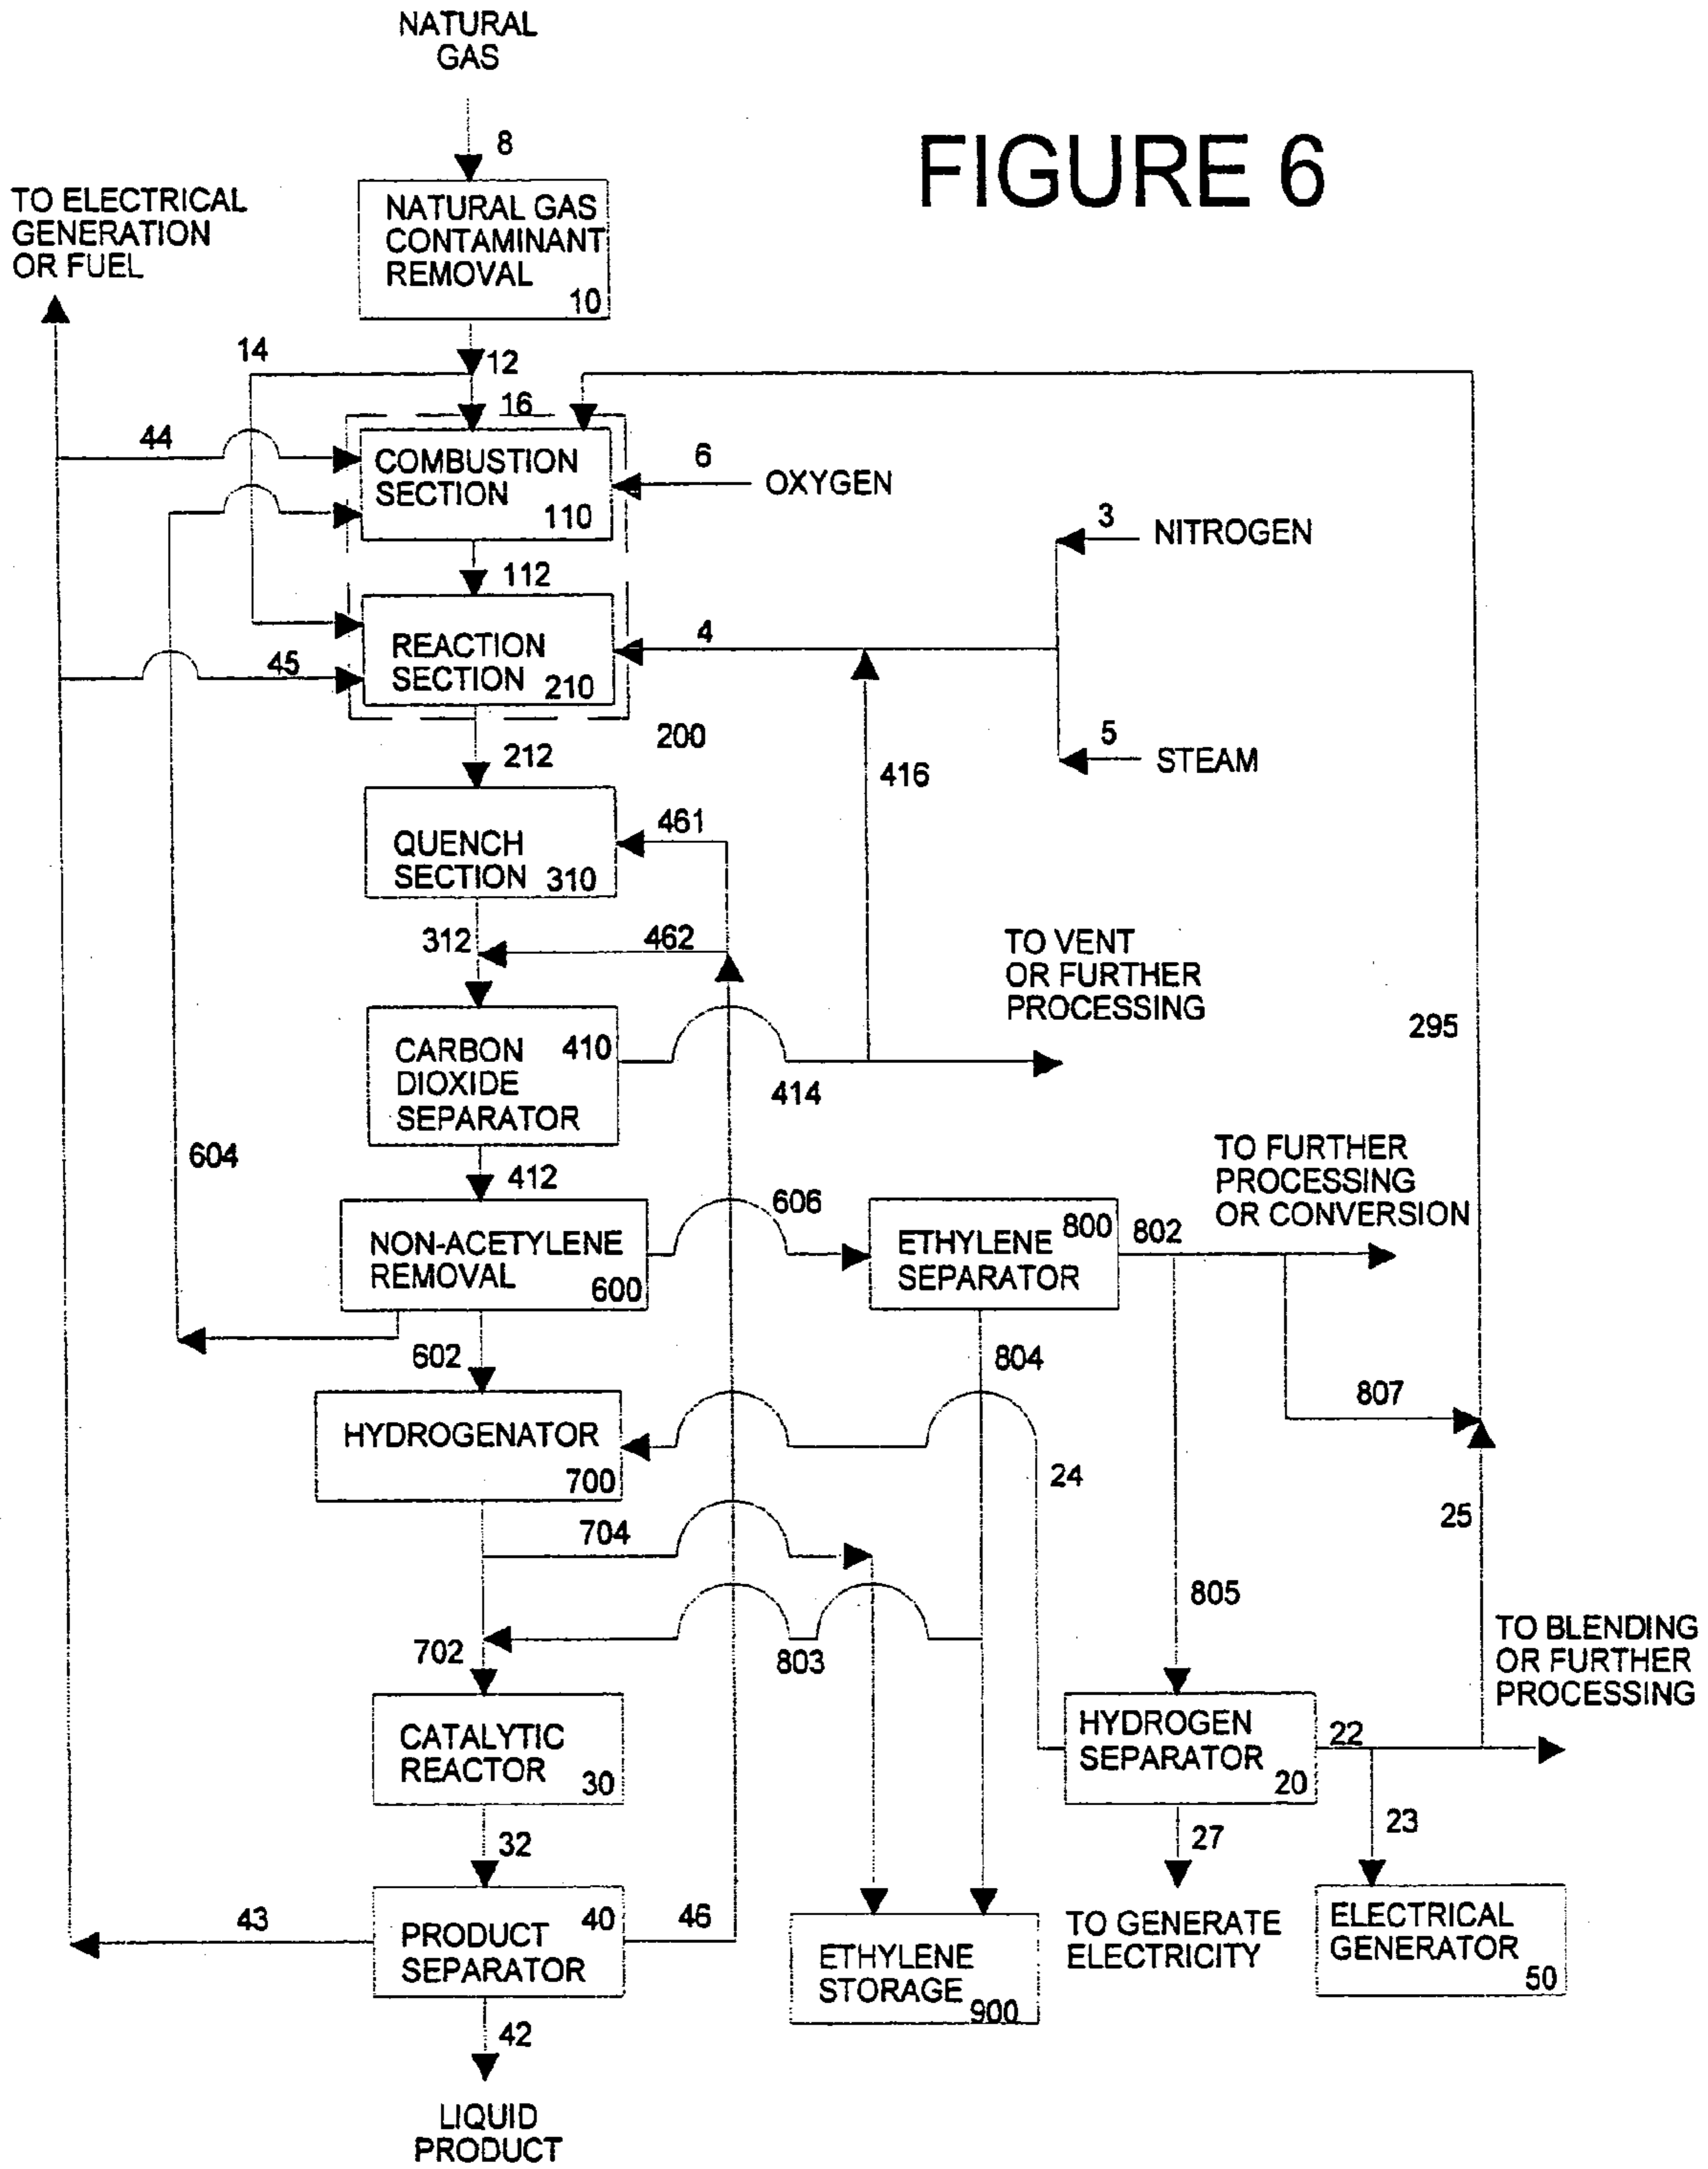 NATURAL
GAS
8
FIGURE 6
TO ELECTRICAL
GENERATION
OR FUEL
NATURAL GAS
CONTAMINANT
REMOVAL
10
14
12
16
44
COMBUSTION
SECTION
110
6
OXYGEN
3
NITROGEN
112
REACTION
SECTION
210
4
45
200
212
5
STEAM
416
QUENCH
SECTION
310
461
312
462
TO VENT
OR FURTHER
PROCESSING
295
CARBON
DIOXIDE
SEPARATOR
410
414
604
412
606
TO FURTHER
PROCESSING
OR CONVERSION
NON-ACETYLENE
REMOVAL
600
ETHYLENE
SEPARATOR
800
802
602
804
807
HYDROGENATOR
700
24
25
704
805
702
803
TO BLENDING
OR FURTHER
PROCESSING
CATALYTIC
REACTOR
30
HYDROGEN
SEPARATOR
20
22
32
27
23
43
PRODUCT
SEPARATOR
40
46
ETHYLENE
STORAGE
900
TO GENERATE
ELECTRICITY
ELECTRICAL
GENERATOR
50
42
LIQUID
PRODUCT